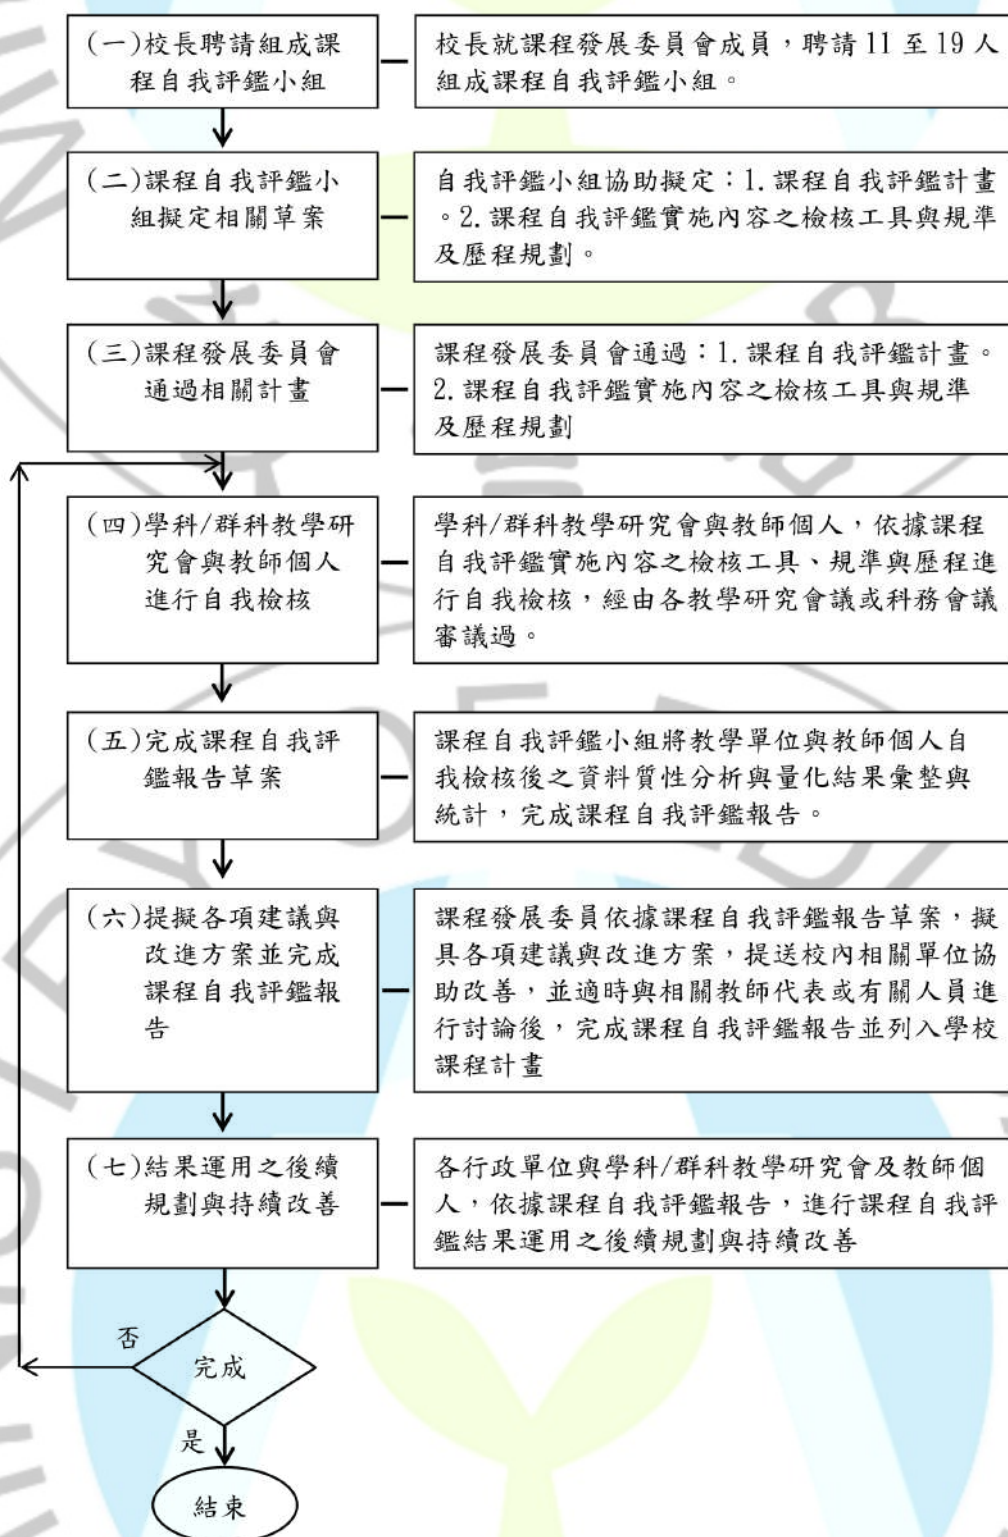 (一)校長聘請組成課
程自我評鑑小組
校長就課程發展委員會成員，聘請 11 至 19 人
組成課程自我評鑑小組。
(二)課程自我評鑑小
組擬定相關草案
自我評鑑小組協助擬定：1.課程自我評鑑計畫
。2.課程自我評鑑實施內容之檢核工具與規準
及歷程規劃。
(三)課程發展委員會
通過相關計畫
課程發展委員會通過：1.課程自我評鑑計畫。
2.課程自我評鑑實施內容之檢核工具與規準
及歷程規劃
(四)學科/群科教學研
究會與教師個人
進行自我檢核
學科/群科教學研究會與教師個人，依據課程
自我評鑑實施內容之檢核工具、規準與歷程進
行自我檢核，經由各教學研究會議或科務會議
審議過。
(五)完成課程自我評
鑑報告草案
課程自我評鑑小組將教學單位與教師個人自
我檢核後之資料質性分析與量化結果彙整與
統計，完成課程自我評鑑報告。
(六)提擬各項建議與
改進方案並完成
課程自我評鑑報
告
課程發展委員依據課程自我評鑑報告草案，擬
具各項建議與改進方案，提送校內相關單位協
助改善，並適時與相關教師代表或有關人員進
行討論後，完成課程自我評鑑報告並列入學校
課程計畫
(七)結果運用之後續
規劃與持續改善
各行政單位與學科/群科教學研究會及教師個
人，依據課程自我評鑑報告，進行課程自我評
鑑結果運用之後續規劃與持續改善
否
完成
是
結束